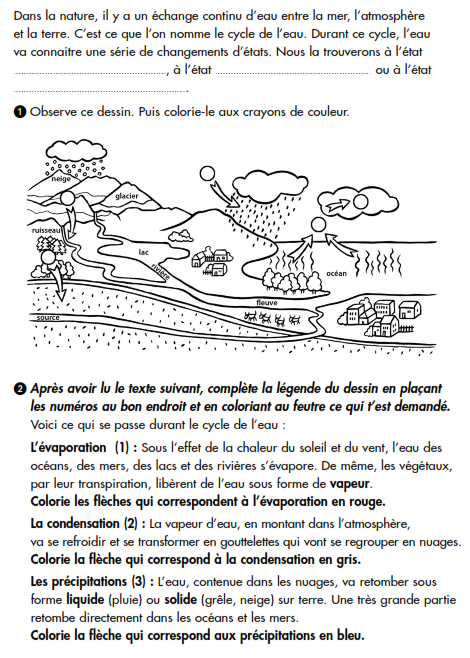 Dans la nature, il y a un échange continu d'eau entre la mer, l'atmosphère
et la terre. C'est ce que l'on nomme le cycle de l'eau. Durant ce cycle, l'eau
va connaitre une série de changements d'états. Nous la trouverons à l'état
........................................, à l'état ........................................ ou à l'état
........................................ .
❶ Observe ce dessin. Puis colorie-le aux crayons de couleur.
neige
glacier
ruisseau
lac
rivière
océan
fleuve
source
❷ Après avoir lu le texte suivant, complète la légende du dessin en plaçant
les numéros au bon endroit et en coloriant au feutre ce qui t'est demandé.
Voici ce qui se passe durant le cycle de l'eau :
L'évaporation (1) : Sous l'effet de la chaleur du soleil et du vent, l'eau des
océans, des mers, des lacs et des rivières s'évapore. De même, les végétaux,
par leur transpiration, libèrent de l'eau sous forme de vapeur.
Colorie les flèches qui correspondent à l'évaporation en rouge.
La condensation (2) : La vapeur d'eau, en montant dans l'atmosphère,
va se refroidir et se transformer en gouttelettes qui vont se regrouper en nuages.
Colorie la flèche qui correspond à la condensation en gris.
Les précipitations (3) : L'eau, contenue dans les nuages, va retomber sous
forme liquide (pluie) ou solide (grêle, neige) sur terre. Une très grande partie
retombe directement dans les océans et les mers.
Colorie la flèche qui correspond aux précipitations en bleu.